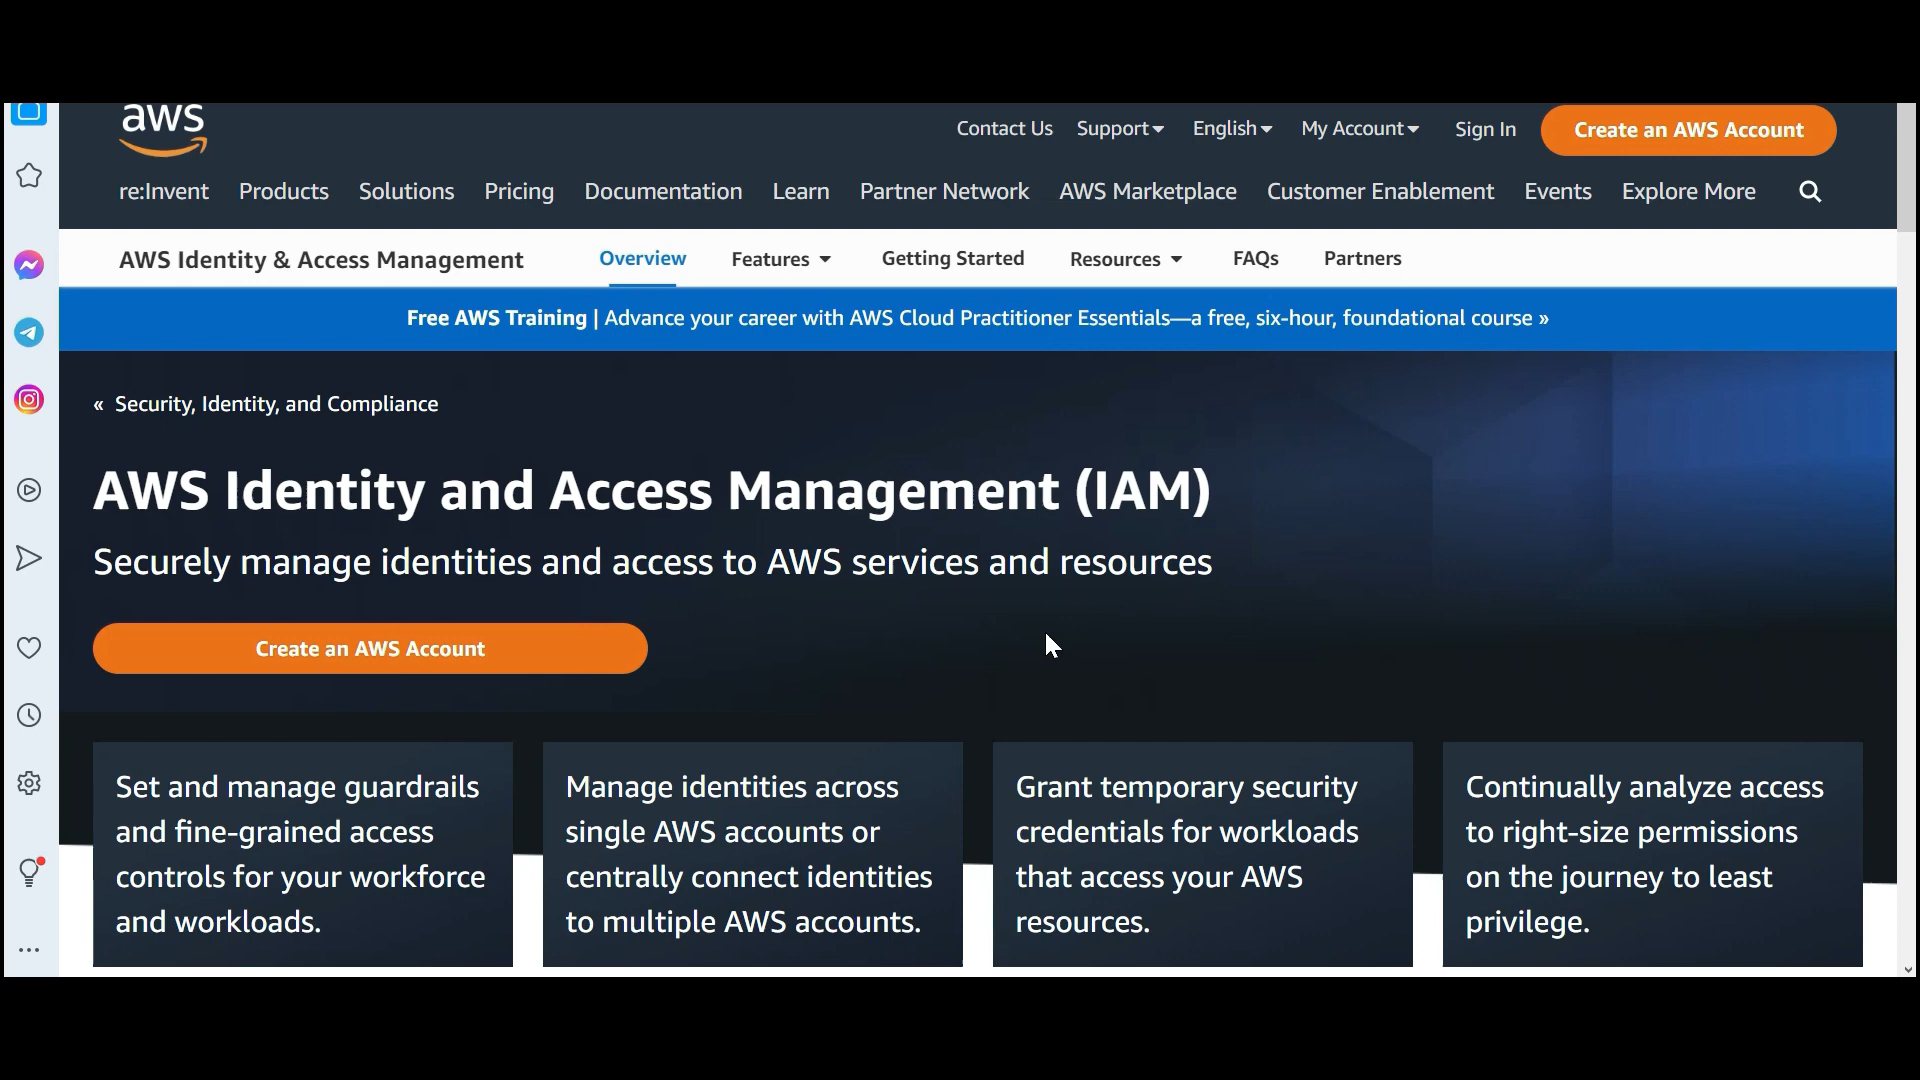 aws
Contact Us Support English My Account Sign In Create an AWS Account
re:Invent Products Solutions Pricing Documentation Learn Partner Network AWS Marketplace Customer Enablement Events Explore More
AWS Identity & Access Management Overview Features Getting Started Resources FAQs Partners
Free AWS Training | Advance your career with AWS Cloud Practitioner Essentials—a free, six-hour, foundational course »
« Security, Identity, and Compliance
AWS Identity and Access Management (IAM)
Securely manage identities and access to AWS services and resources
Create an AWS Account
Set and manage guardrails
and fine-grained access
controls for your workforce
and workloads.
Manage identities across
single AWS accounts or
centrally connect identities
to multiple AWS accounts.
Grant temporary security
credentials for workloads
that access your AWS
resources.
Continually analyze access
to right-size permissions
on the journey to least
privilege.